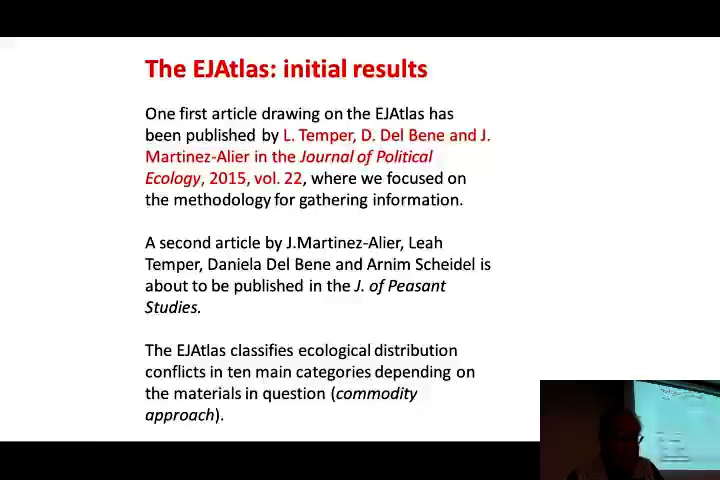 The EJAtlas: initial results
One first article drawing on the EJAtlas has
been published by L. Temper, D. Del Bene and J.
Martinez-Alier in the Journal of Political
Ecology, 2015, vol. 22, where we focused on
the methodology for gathering information.
A second article by J.Martinez-Alier, Leah
Temper, Daniela Del Bene and Arnim Scheidel is
about to be published in the J. of Peasant
Studies.
The EJAtlas classifies ecological distribution
conflicts in ten main categories depending on
the materials in question (commodity
approach).